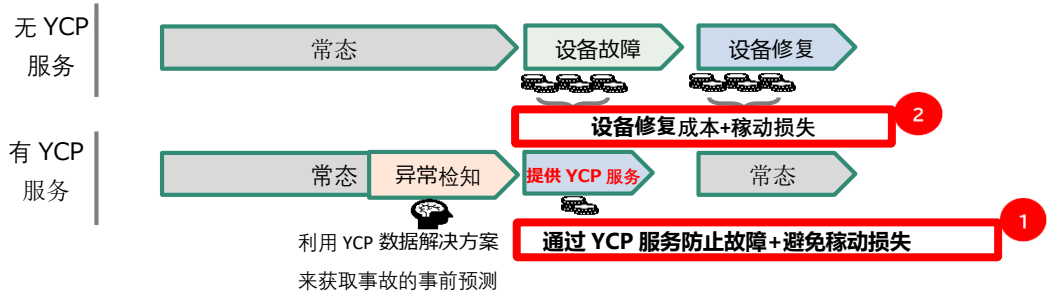 无 YCP
服务
常态
设备故障
设备修复
设备修复成本+稼动损失
2
有 YCP
服务
常态
异常检知
提供 YCP 服务
常态
利用 YCP 数据解决方案
来获取事故的事前预测
通过 YCP 服务防止故障+避免稼动损失
1